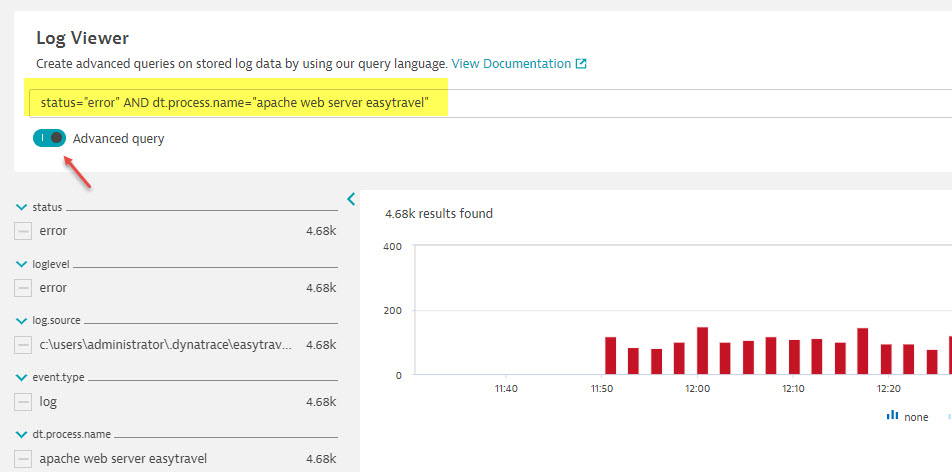 Log Viewer
Create advanced queries on stored log data by using our query language. View Documentation
status="error" AND dt.process.name="apache web server easytravel"
Advanced query
status
error 4.68k
loglevel
error 4.68k
log.source
c:\users\administrator\.dynatrace\easytrav... 4.68k
event.type
log 4.68k
dt.process.name
apache web server easytravel 4.68k
4.68k results found
400
200
0
11:40 11:50 12:00 12:10 12:20
none